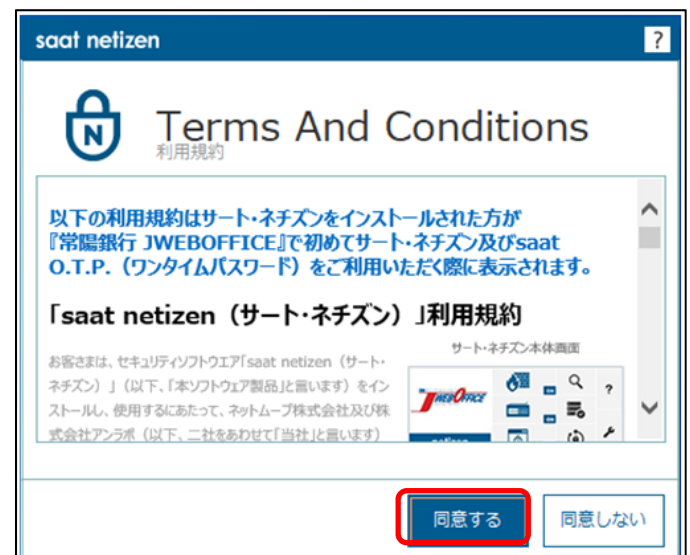 saat netizen
?
N
Terms And Conditions
利用規約
以下の利用規約はサート・ネチズンをインストールされた方が
『常陽銀行 JWEBOFFICE』で初めてサート・ネチズン及びsaat
O.T.P.（ワンタイムパスワード）をご利用いただく際に表示されます。
「saat netizen（サート・ネチズン）」利用規約
お客さまは、セキュリティソフトウエア「saat netizen（サート・
ネチズン）」（以下、「本ソフトウェア製品」と言います）をイン
ストールし、使用するにあたって、ネットムーブ株式会社及び株
式会社アンラボ（以下、二社をあわせて「当社」と言います）
サート・ネチズン本体画面
JWEBOFFICE
?
同意する
同意しない